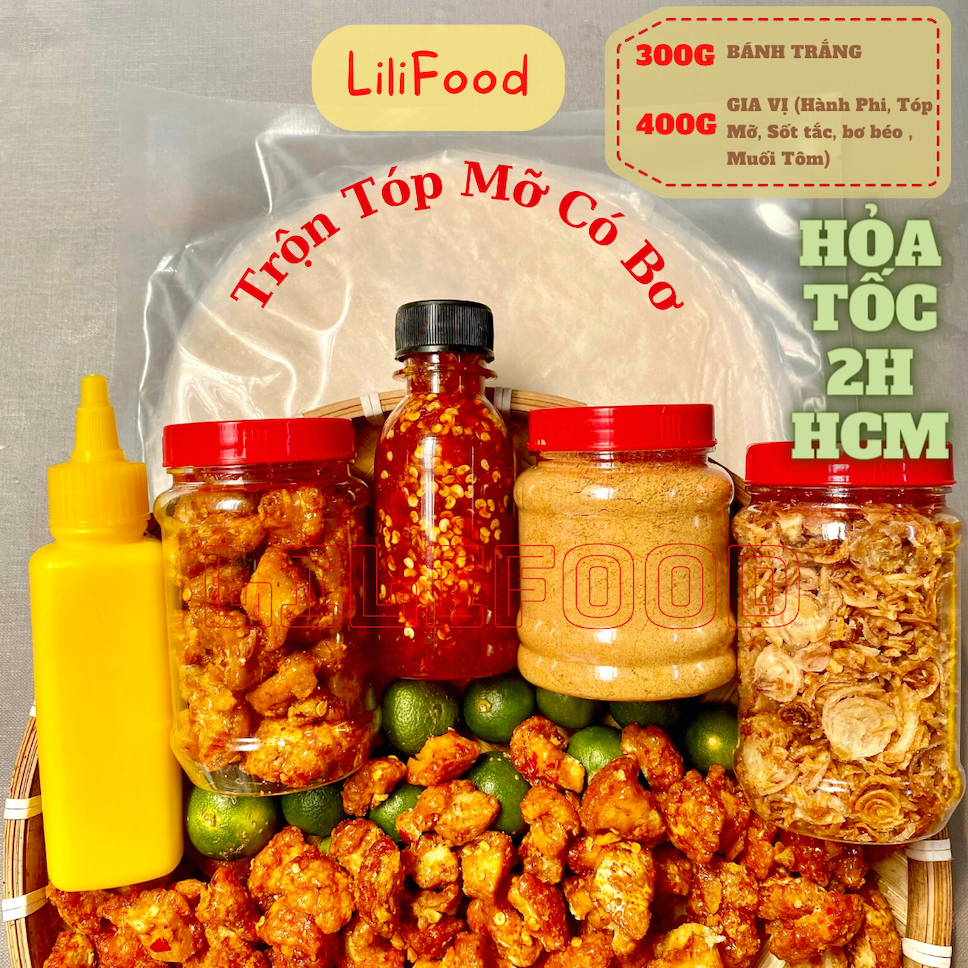 LiliFood
300G BÁNH TRẮNG
400G GIA VỊ (Hành Phi, Tóp
Mỡ, Sốt tắc, bơ béo ,
Muối Tôm)
Trộn Tóp Mỡ Có Bơ
HỎA
TỐC
2H
HCM
LILIFOOD